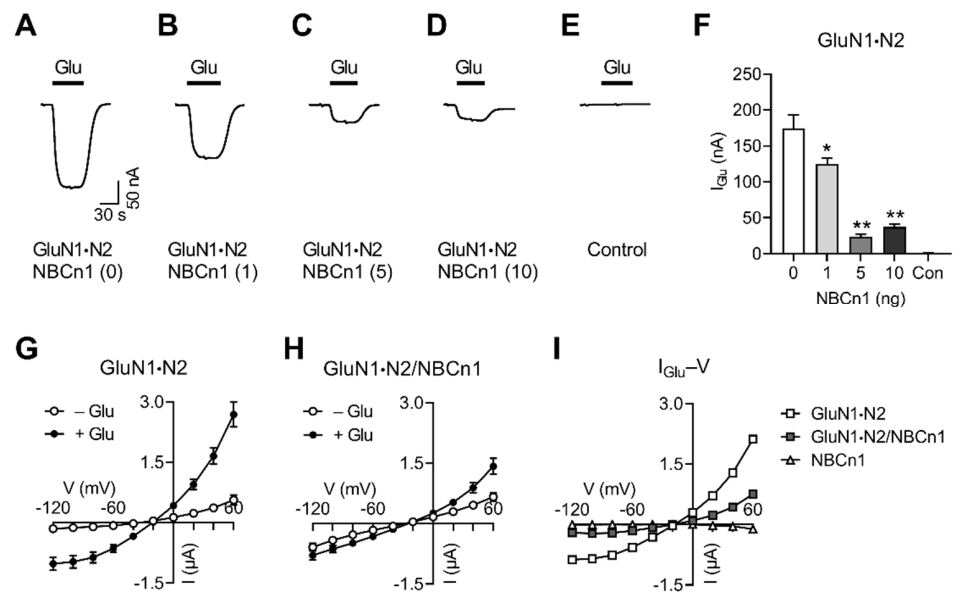 A
B
C
D
E
F
Glu
Glu
Glu
Glu
Glu
30 s
50 nA
GluN1•N2
NBCn1 (0)
GluN1•N2
NBCn1 (1)
GluN1•N2
NBCn1 (5)
GluN1•N2
NBCn1 (10)
Control
GluN1•N2
I_Glu (nA)
250
200
150
100
50
0
*
**
**
0 1 5 10 Con
NBCn1 (ng)
G
GluN1•N2
– Glu
+ Glu
3.0
1.5
V (mV)
-120 -60 60
I (μA)
-1.5
H
GluN1•N2/NBCn1
– Glu
+ Glu
3.0
1.5
V (mV)
-120 -60 60
I (μA)
-1.5
I
I_Glu–V
3.0
1.5
V (mV)
-120 -60 60
I (μA)
-1.5
GluN1•N2
GluN1•N2/NBCn1
NBCn1